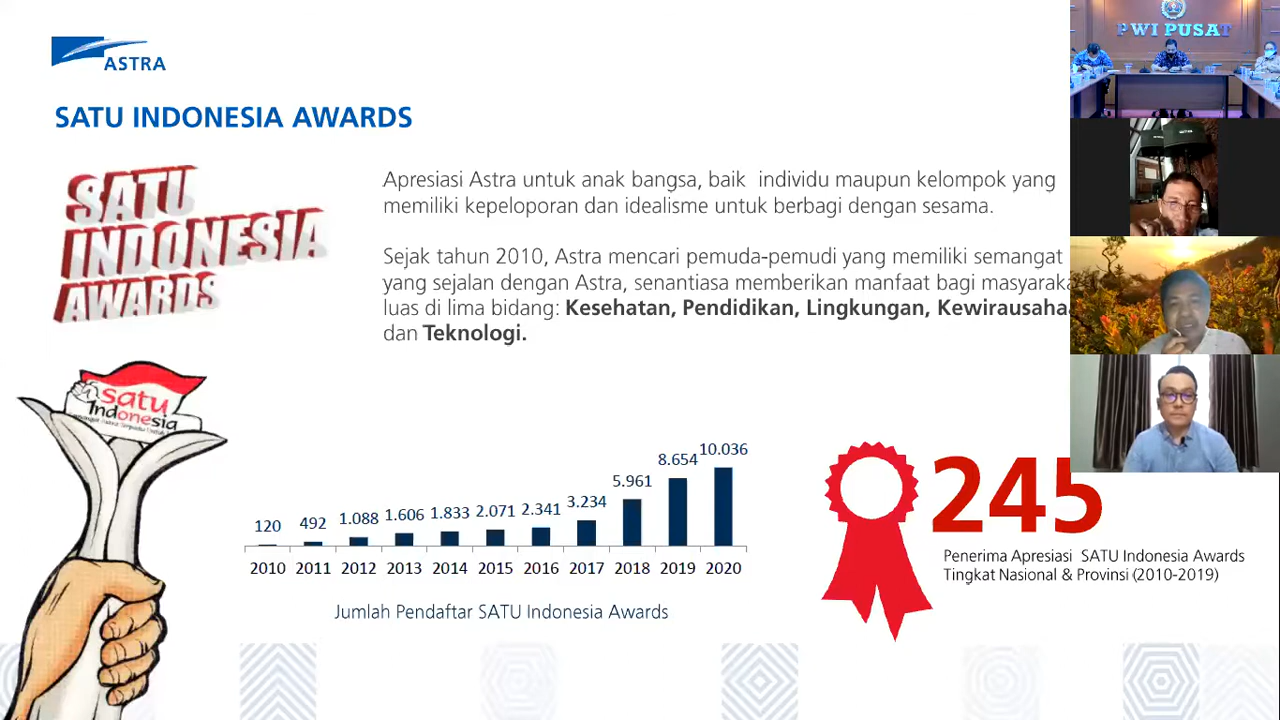 ASTRA
PWI PUSAT
SATU INDONESIA AWARDS
SATU
INDONESIA
AWARDS
Apresiasi Astra untuk anak bangsa, baik individu maupun kelompok yang
memiliki kepeloporan dan idealisme untuk berbagi dengan sesama.
Sejak tahun 2010, Astra mencari pemuda-pemudi yang memiliki semangat
yang sejalan dengan Astra, senantiasa memberikan manfaat bagi masyaraka
luas di lima bidang: Kesehatan, Pendidikan, Lingkungan, Kewirausaha
dan Teknologi.
satu
indonesia
120 492 1.088 1.606 1.833 2.071 2.341 3.234 5.961 8.654 10.036
2010 2011 2012 2013 2014 2015 2016 2017 2018 2019 2020
Jumlah Pendaftar SATU Indonesia Awards
245
Penerima Apresiasi SATU Indonesia Awards
Tingkat Nasional & Provinsi (2010-2019)